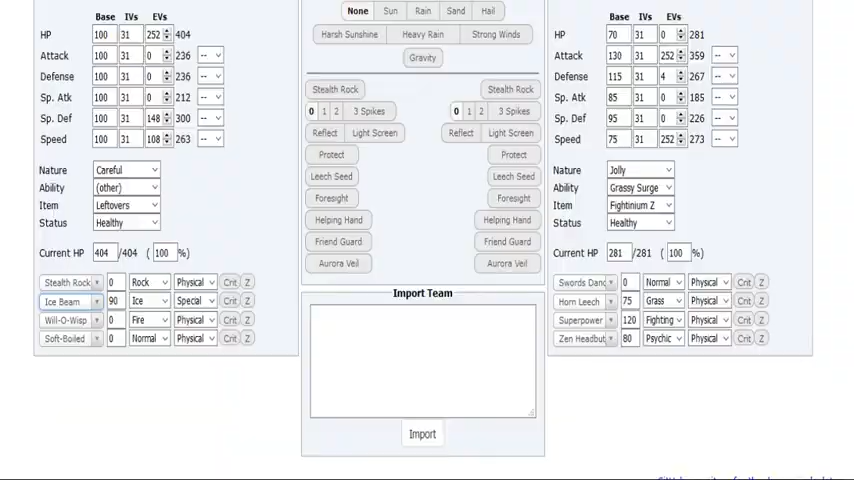 Base IVs EVs
HP 100 31 252 404
Attack 100 31 0 236 --
Defense 100 31 0 236 --
Sp. Atk 100 31 0 212 --
Sp. Def 100 31 148 300 --
Speed 100 31 108 263 --
Nature Careful
Ability (other)
Item Leftovers
Status Healthy
Current HP 404 /404 ( 100 %)
Stealth Rock 0 Rock Physical Crit Z
Ice Beam 90 Ice Special Crit Z
Will-O-Wisp 0 Fire Physical Crit Z
Soft-Boiled 0 Normal Physical Crit Z
None Sun Rain Sand Hail
Harsh Sunshine Heavy Rain Strong Winds
Gravity
Stealth Rock Stealth Rock
0 1 2 3 Spikes 0 1 2 3 Spikes
Reflect Light Screen Reflect Light Screen
Protect Protect
Leech Seed Leech Seed
Foresight Foresight
Helping Hand Helping Hand
Friend Guard Friend Guard
Aurora Veil Aurora Veil
Import Team
Import
Base IVs EVs
HP 70 31 0 281
Attack 130 31 252 359 --
Defense 115 31 4 267 --
Sp. Atk 85 31 0 185 --
Sp. Def 95 31 0 226 --
Speed 75 31 252 273 --
Nature Jolly
Ability Grassy Surge
Item Fightinium Z
Status Healthy
Current HP 281 /281 ( 100 %)
Swords Danc 0 Normal Physical Crit Z
Horn Leech 75 Grass Physical Crit Z
Superpower 120 Fighting Physical Crit Z
Zen Headbut 80 Psychic Physical Crit Z